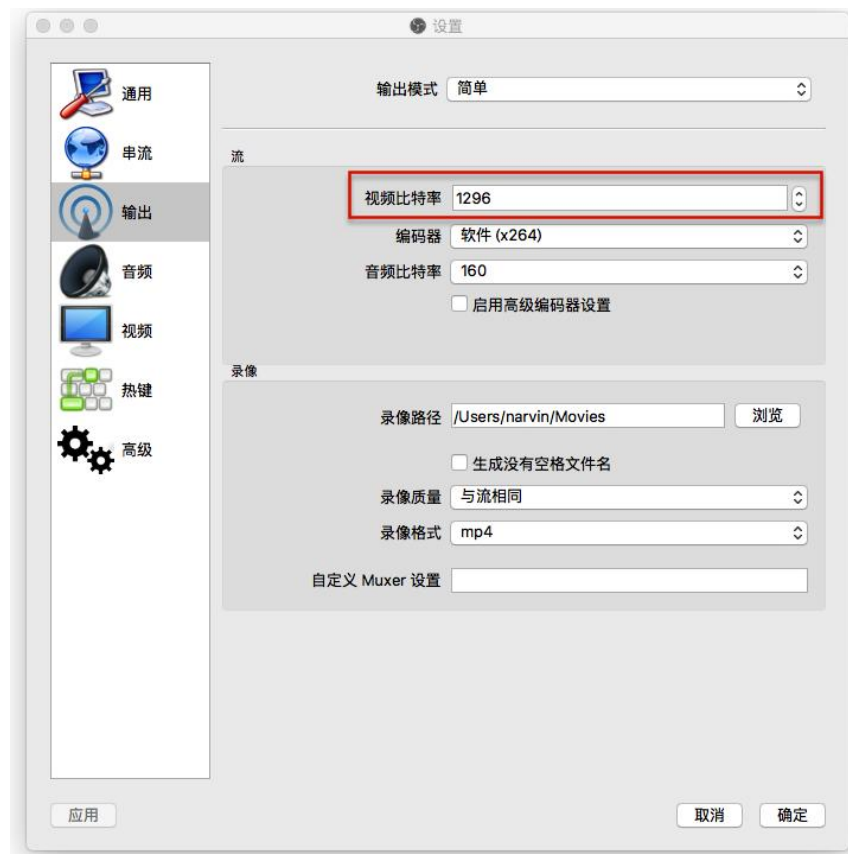 设置
通用
串流
输出
音频
视频
热键
高级
输出模式 简单
流
视频比特率 1296
编码器 软件 (x264)
音频比特率 160
启用高级编码器设置
录像
录像路径 /Users/narvin/Movies 浏览
生成没有空格文件名
录像质量 与流相同
录像格式 mp4
自定义 Muxer 设置
应用 取消 确定